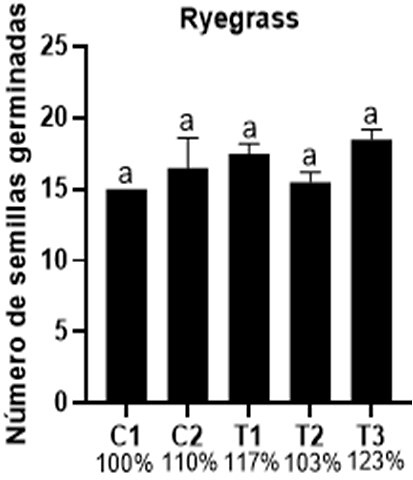 Ryegrass
Número de semillas germinadas
25
20
15
10
5
0
a
a
a
a
a
C1
C2
T1
T2
T3
100%
110%
117%
103%
123%